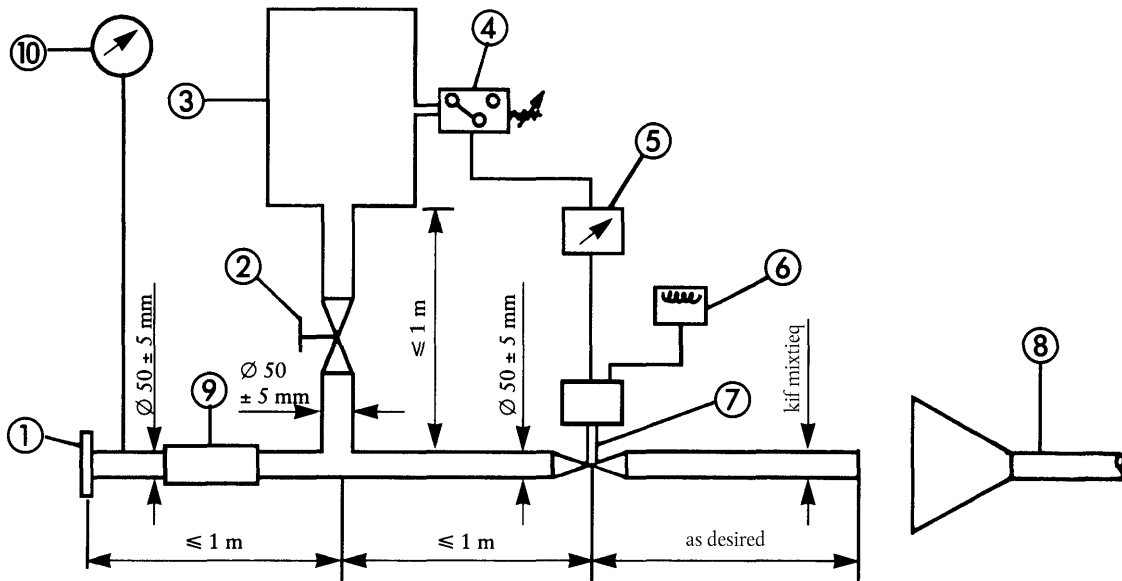 10
4
3
5
2
6
≤ 1 m
Ø 50 ± 5 mm
Ø 50
± 5 mm
9
Ø 50 ± 5 mm
kif mixtieq
8
7
1
≤ 1 m
≤ 1 m
as desired